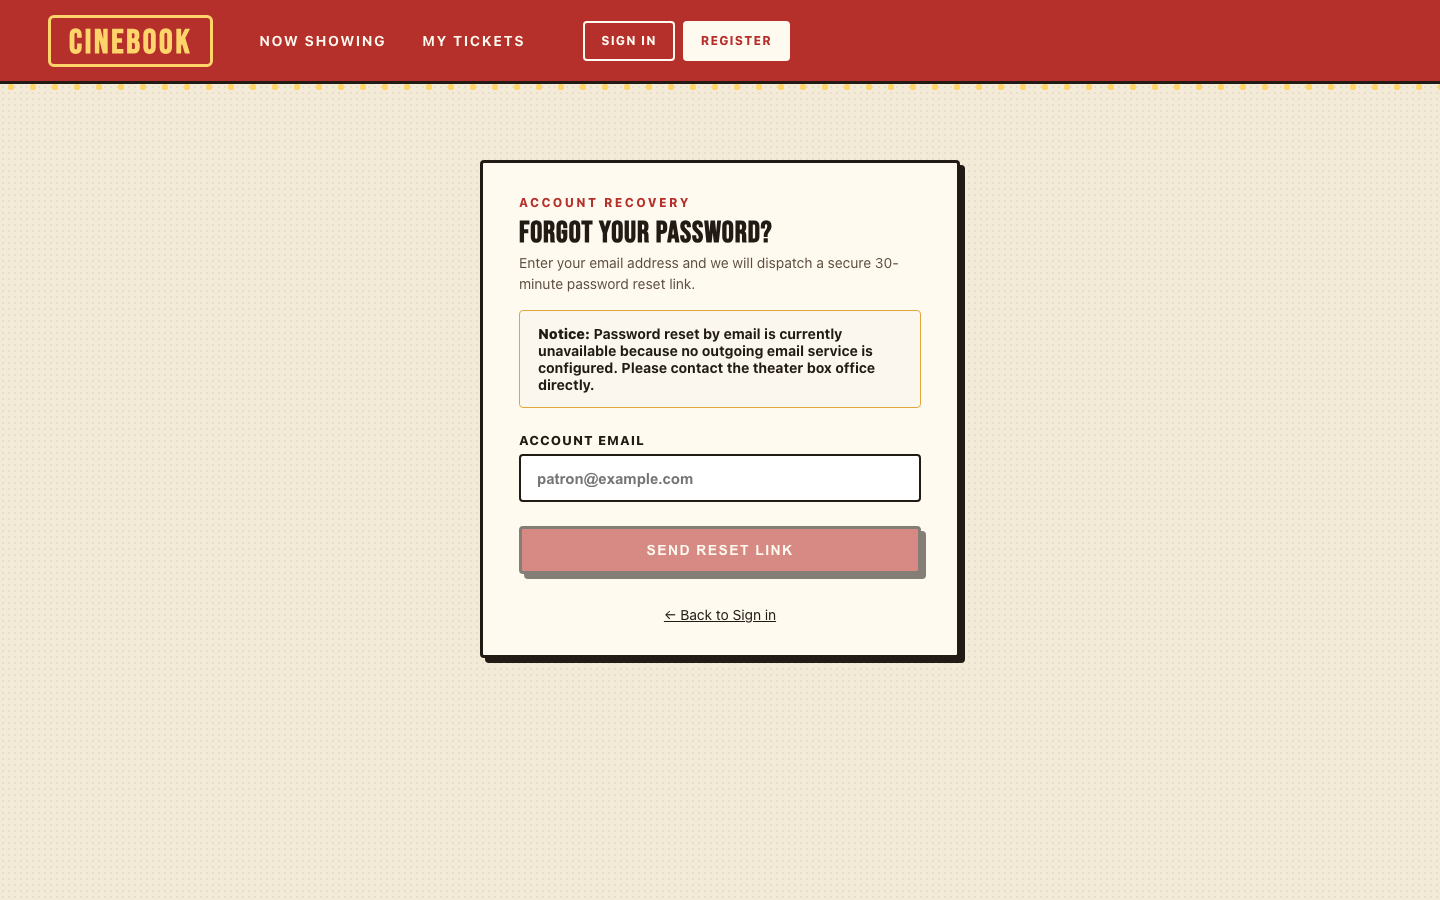 CINEBOOK
NOW SHOWING
MY TICKETS
SIGN IN
REGISTER
ACCOUNT RECOVERY
FORGOT YOUR PASSWORD?
Enter your email address and we will dispatch a secure 30-
minute password reset link.
Notice: Password reset by email is currently
unavailable because no outgoing email service is
configured. Please contact the theater box office
directly.
ACCOUNT EMAIL
patron@example.com
SEND RESET LINK
← Back to Sign in